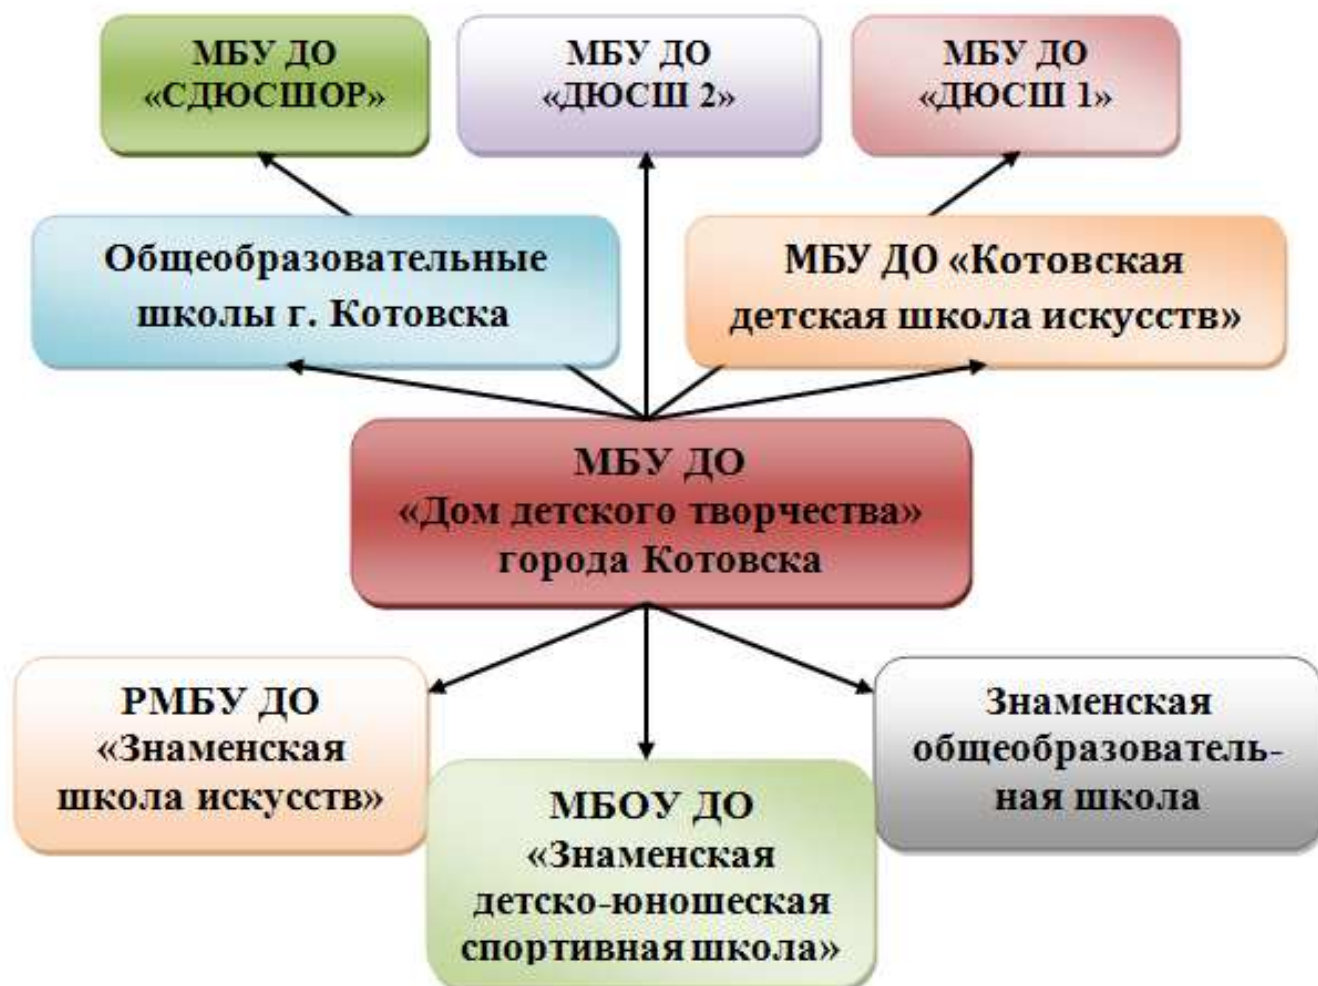 МБУ ДО
«СДЮСШОР»
МБУ ДО
«ДЮСШ 2»
МБУ ДО
«ДЮСШ 1»
Общеобразовательные
школы г. Котовска
МБУ ДО «Котовская
детская школа искусств»
МБУ ДО
«Дом детского творчества»
города Котовска
РМБУ ДО
«Знаменская
школа искусств»
МБОУ ДО
«Знаменская
детско-юношеская
спортивная школа»
Знаменская
общеобразователь-
ная школа